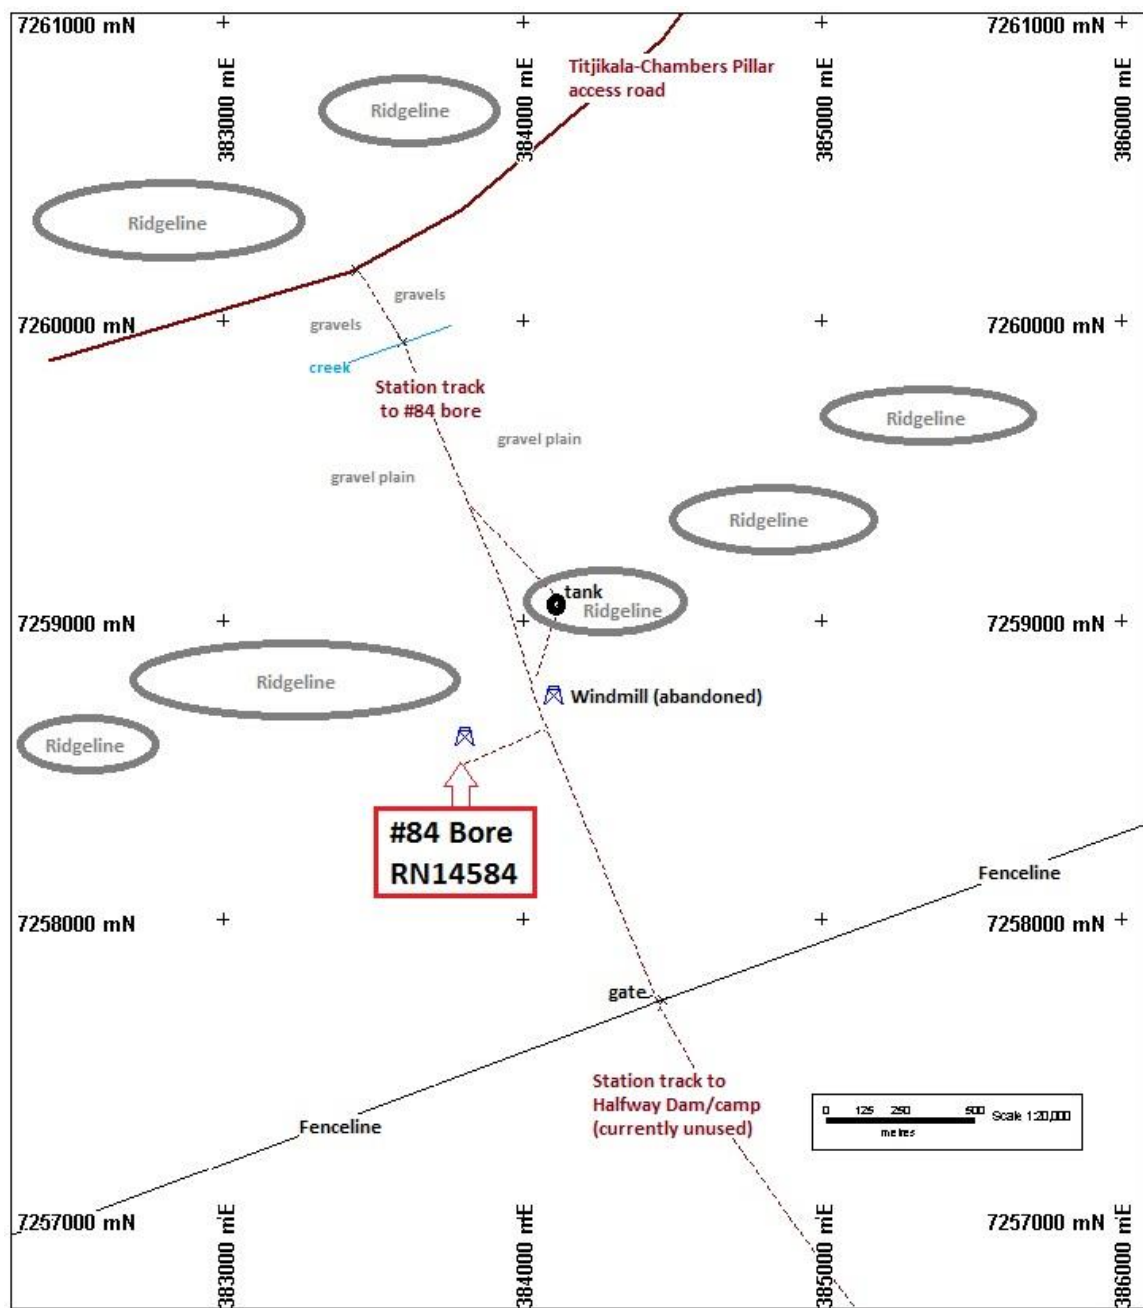 7261000 mN
7261000 mN
383000 mE
384000 mE
385000 mE
386000 mE
Titjikala-Chambers Pillar
access road
Ridgeline
Ridgeline
gravels
gravels
7260000 mN
7260000 mN
creek
Station track
to #84 bore
Ridgeline
gravel plain
gravel plain
Ridgeline
tank
Ridgeline
7259000 mN
7259000 mN
Ridgeline
Windmill (abandoned)
Ridgeline
#84 Bore
RN14584
Fenceline
7258000 mN
7258000 mN
gate
Station track to
Halfway Dam/camp
(currently unused)
0 125 250 500 Scale 1:20,000
metres
Fenceline
7257000 mN
7257000 mN
383000 mE
384000 mE
385000 mE
386000 mE